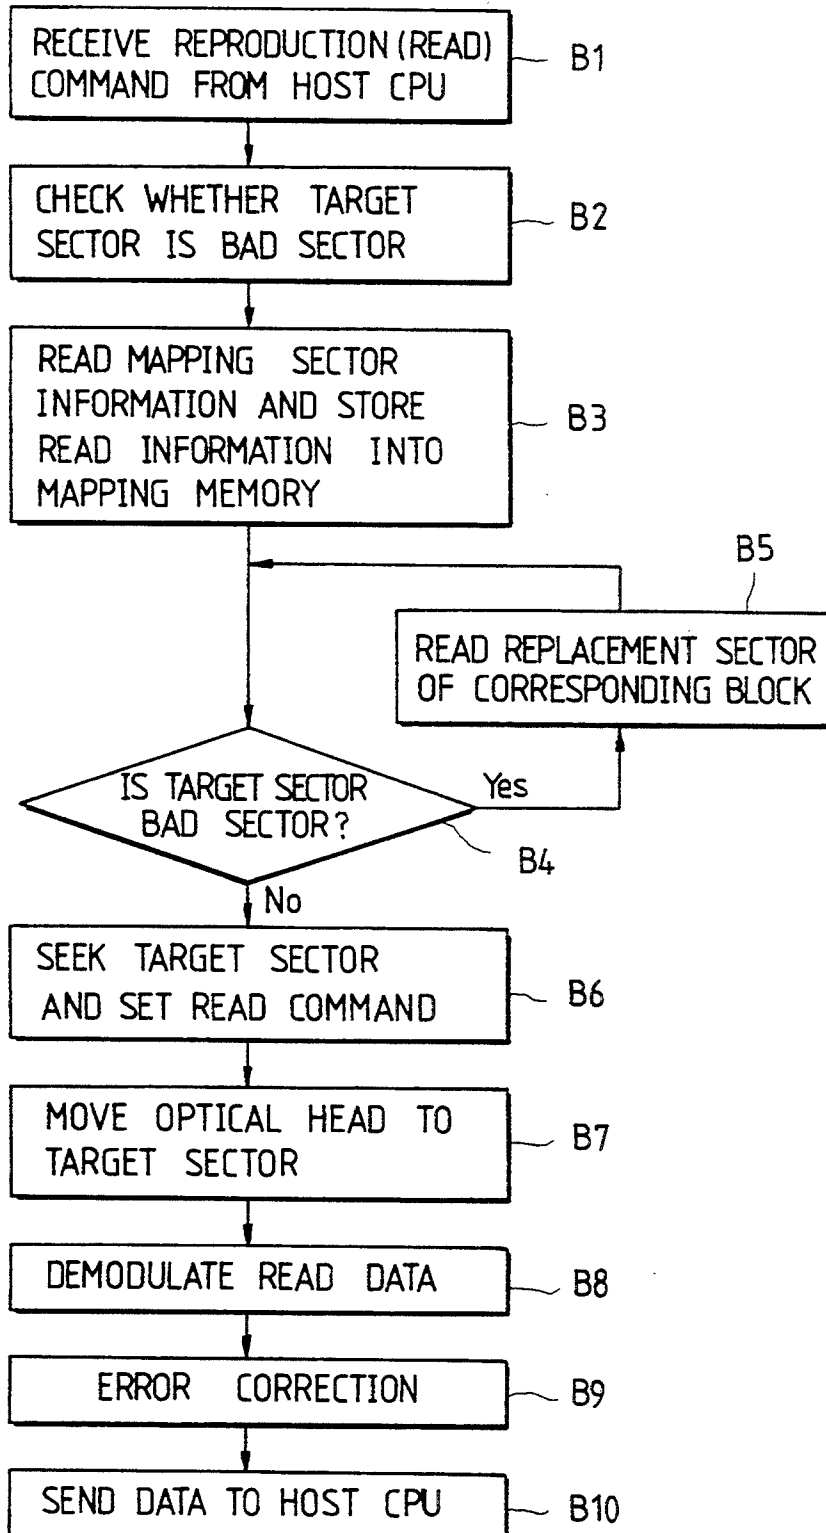 RECEIVE REPRODUCTION (READ)
COMMAND FROM HOST CPU
B1
CHECK WHETHER TARGET
SECTOR IS BAD SECTOR
B2
READ MAPPING SECTOR
INFORMATION AND STORE
READ INFORMATION INTO
MAPPING MEMORY
B3
B5
READ REPLACEMENT SECTOR
OF CORRESPONDING BLOCK
IS TARGET SECTOR
BAD SECTOR?
Yes
B4
No
SEEK TARGET SECTOR
AND SET READ COMMAND
B6
MOVE OPTICAL HEAD TO
TARGET SECTOR
B7
DEMODULATE READ DATA
B8
ERROR CORRECTION
B9
SEND DATA TO HOST CPU
B10